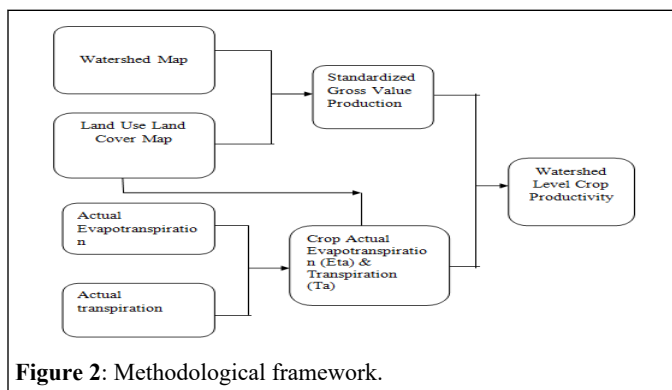 Watershed Map
Land Use Land
Cover Map
Standardized
Gross Value
Production
Watershed
Level Crop
Productivity
Actual
Evapotranspiratio
n
Actual
transpiration
Crop Actual
Evapotranspiratio
n (Eta) &
Transpiration
(Ta)
Figure 2: Methodological framework.